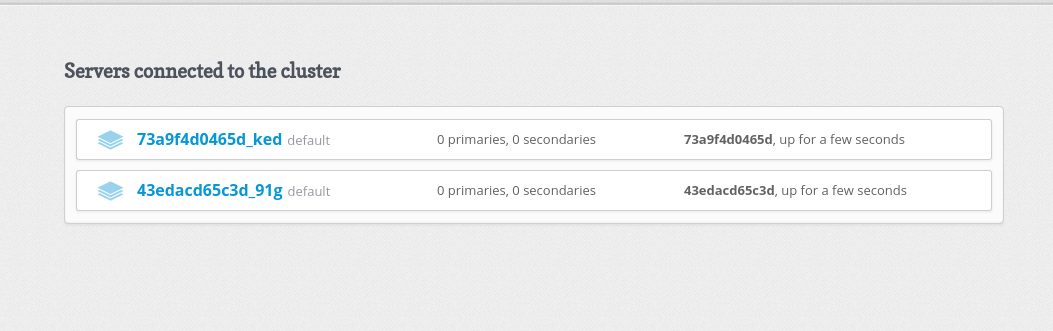 Servers connected to the cluster
73a9f4d0465d_ked default 0 primaries, 0 secondaries 73a9f4d0465d, up for a few seconds
43edacd65c3d_91g default 0 primaries, 0 secondaries 43edacd65c3d, up for a few seconds